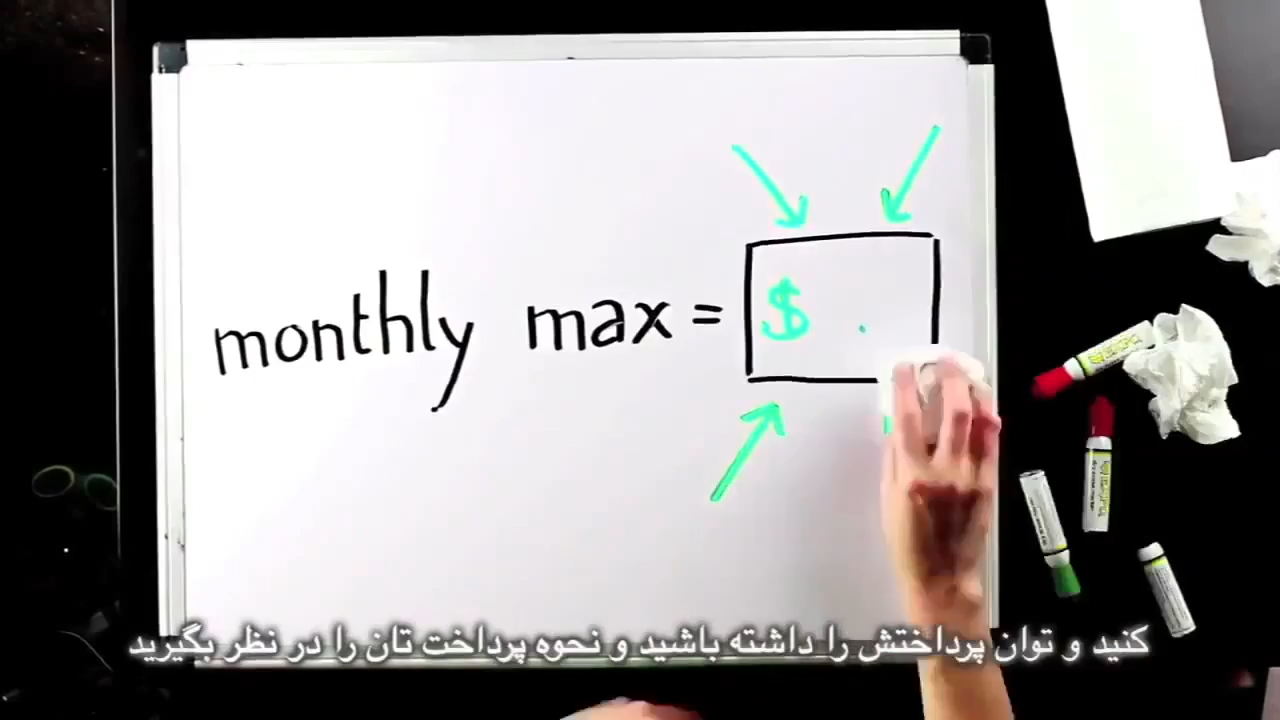 monthly max = $ .
کنید و توان پرداختش را داشته باشید و نحوه پرداخت تان را در نظر بگیرید